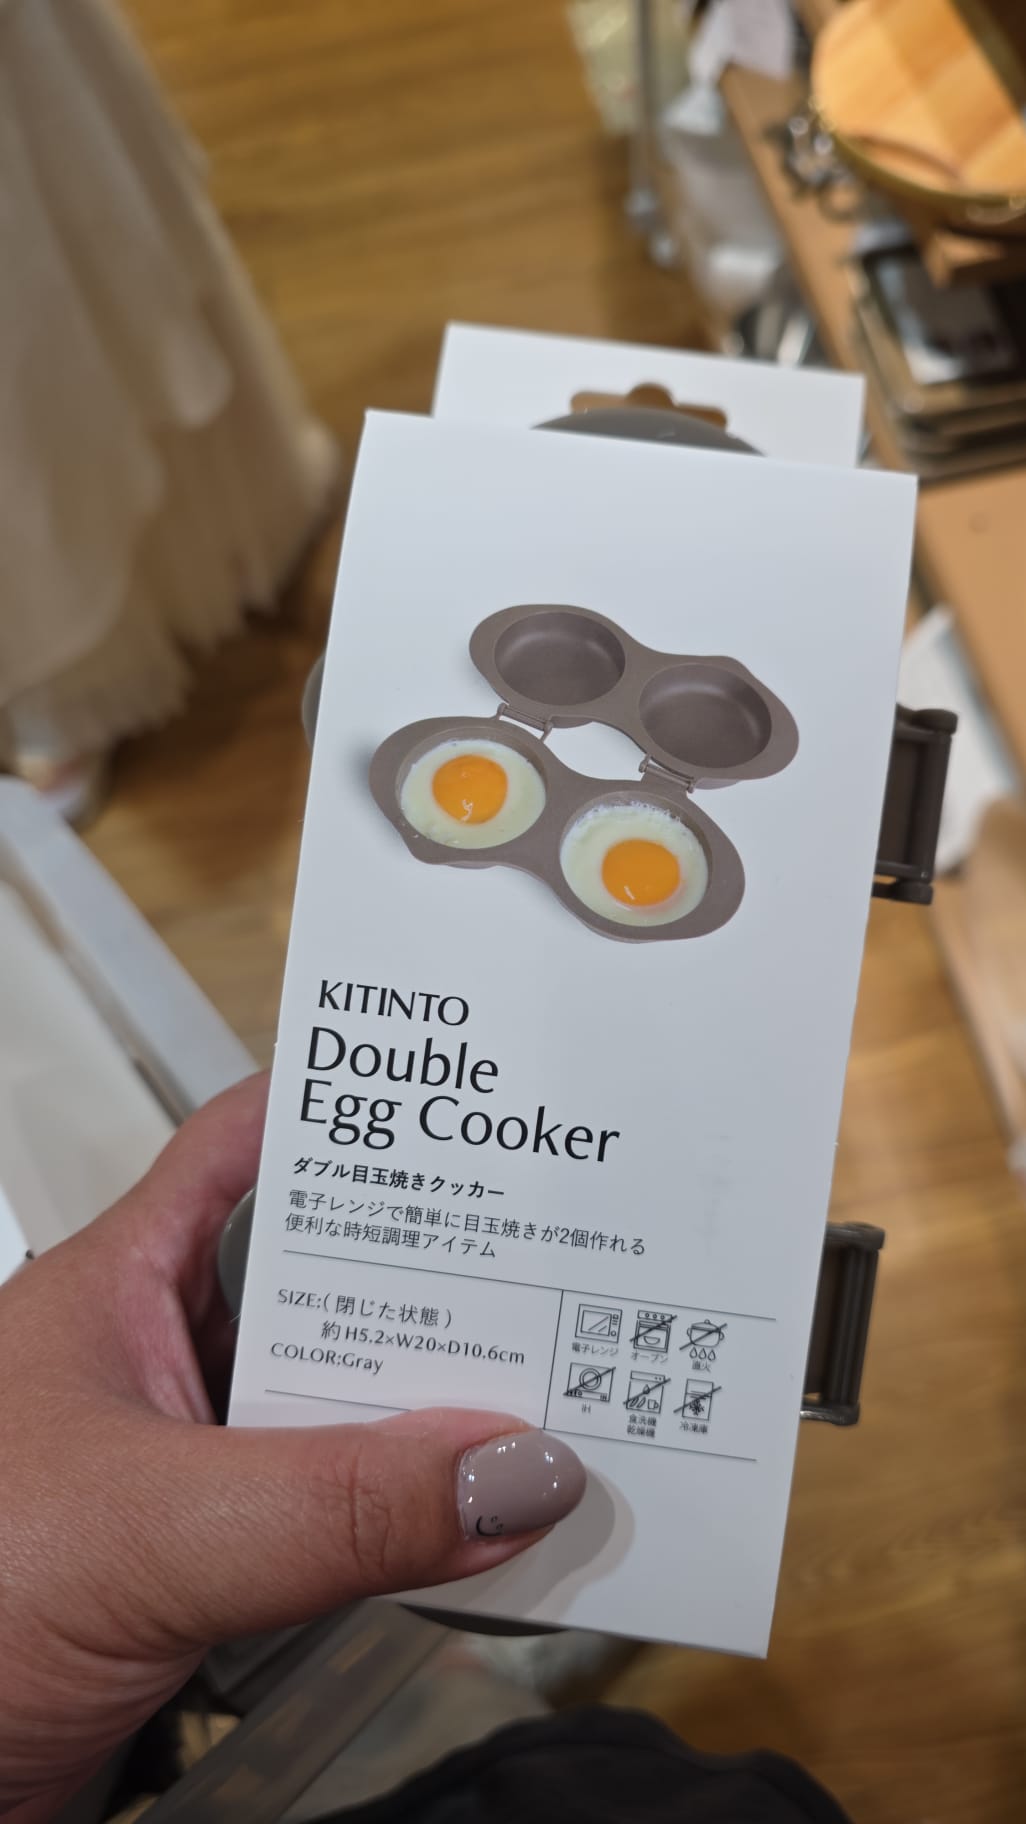 KITINTO
Double
Egg Cooker
ダブル目玉焼きクッカー
電子レンジで簡単に目玉焼きが2個作れる
便利な時短調理アイテム
SIZE:(閉じた状態)
約H5.2×W20×D10.6cm
COLOR:Gray
電子レンジ
オーブン
直火
IH
食洗機
乾燥機
冷凍庫